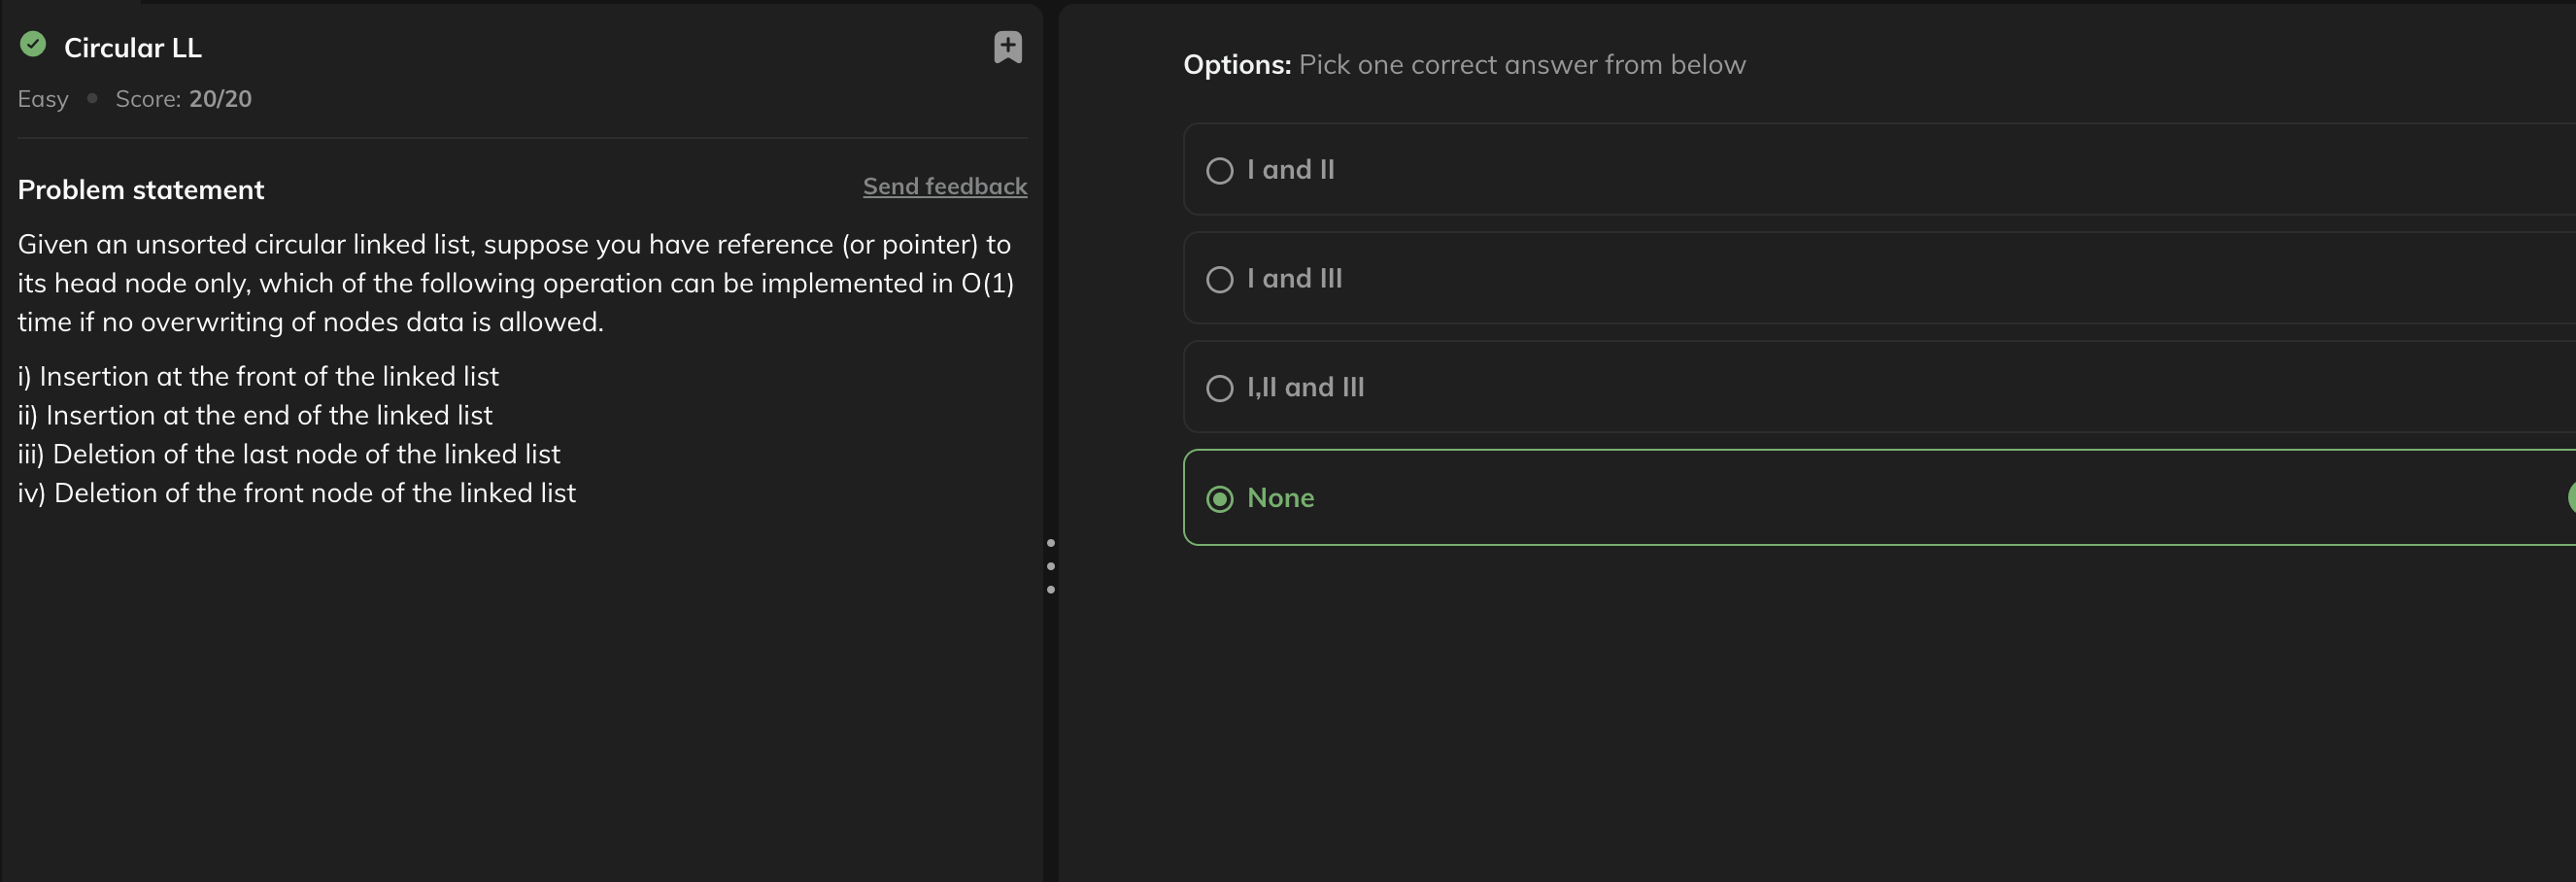 Circular LL
Easy • Score: 20/20
Problem statement
Send feedback
Given an unsorted circular linked list, suppose you have reference (or pointer) to
its head node only, which of the following operation can be implemented in O(1)
time if no overwriting of nodes data is allowed.
i) Insertion at the front of the linked list
ii) Insertion at the end of the linked list
iii) Deletion of the last node of the linked list
iv) Deletion of the front node of the linked list
Options: Pick one correct answer from below
I and II
I and III
I,II and III
None